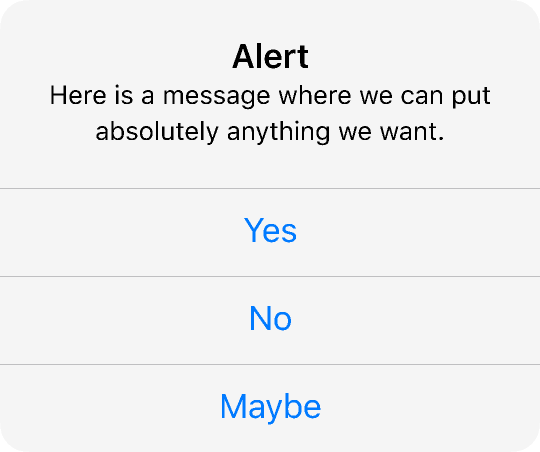 Alert
Here is a message where we can put
absolutely anything we want.
Yes
No
Maybe